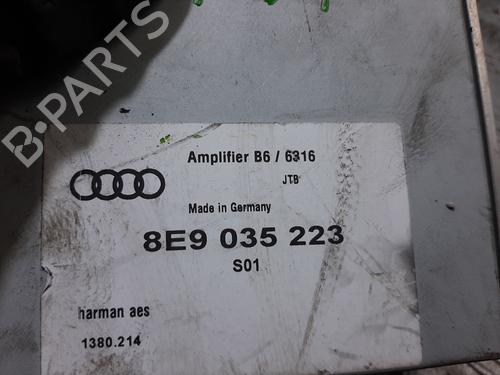 B-PARTS
Amplifier B6 / 6316
JTB
Made in Germany
8E9 035 223
S01
harman aes
1380.214